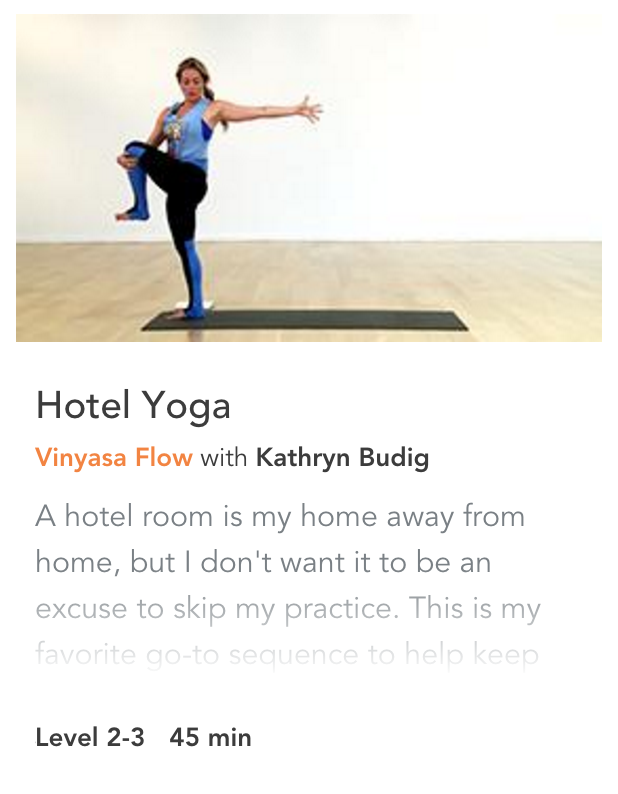 Hotel Yoga
Vinyasa Flow with Kathryn Budig
A hotel room is my home away from
home, but I don't want it to be an
excuse to skip my practice. This is my
favorite go-to sequence to help keep
Level 2-3 45 min